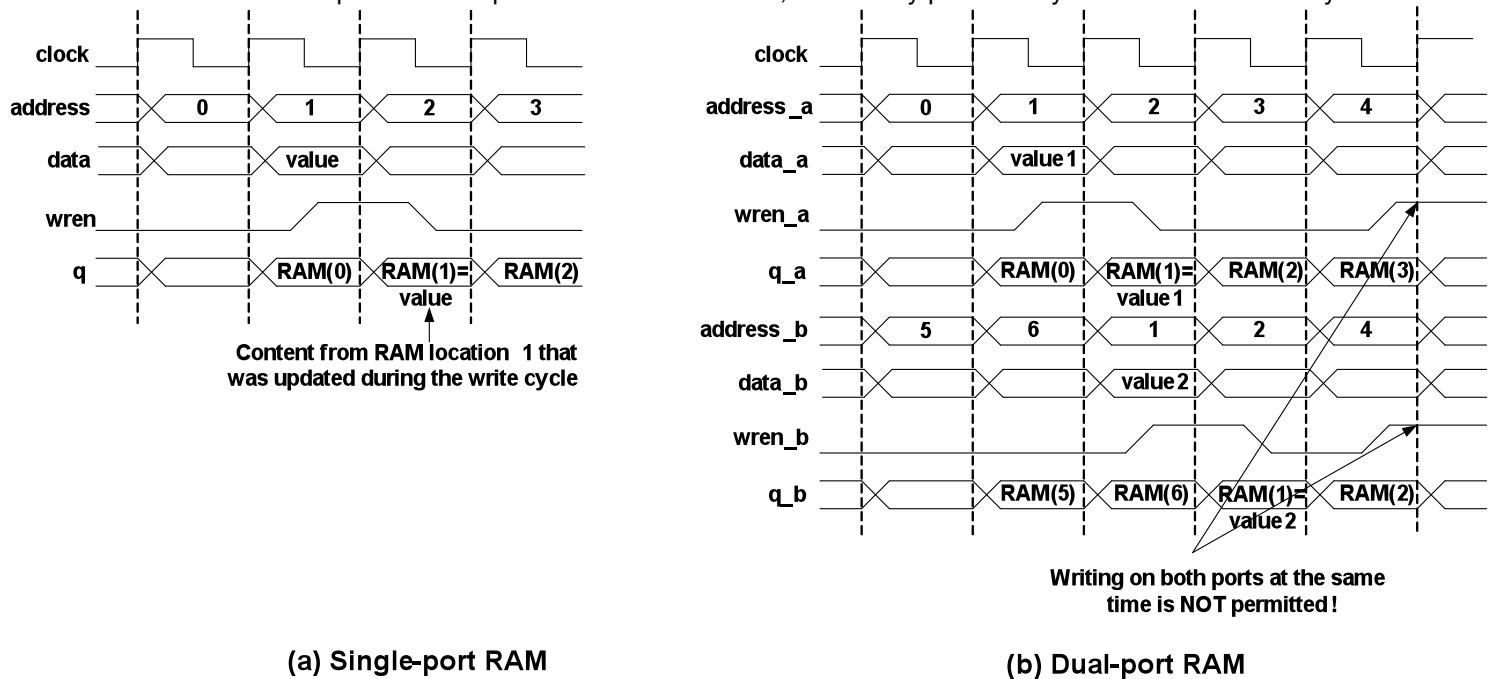 clock
address 0 1 2 3
data value
wren
q RAM(0) RAM(1)= RAM(2)
value
Content from RAM location 1 that
was updated during the write cycle
(a) Single-port RAM
clock
address_a 0 1 2 3 4
data_a value1
wren_a
q_a RAM(0) RAM(1)= RAM(2) RAM(3)
value1
address_b 5 6 1 2 4
data_b value2
wren_b
q_b RAM(5) RAM(6) RAM(1)= RAM(2)
value2
Writing on both ports at the same
time is NOT permitted!
(b) Dual-port RAM